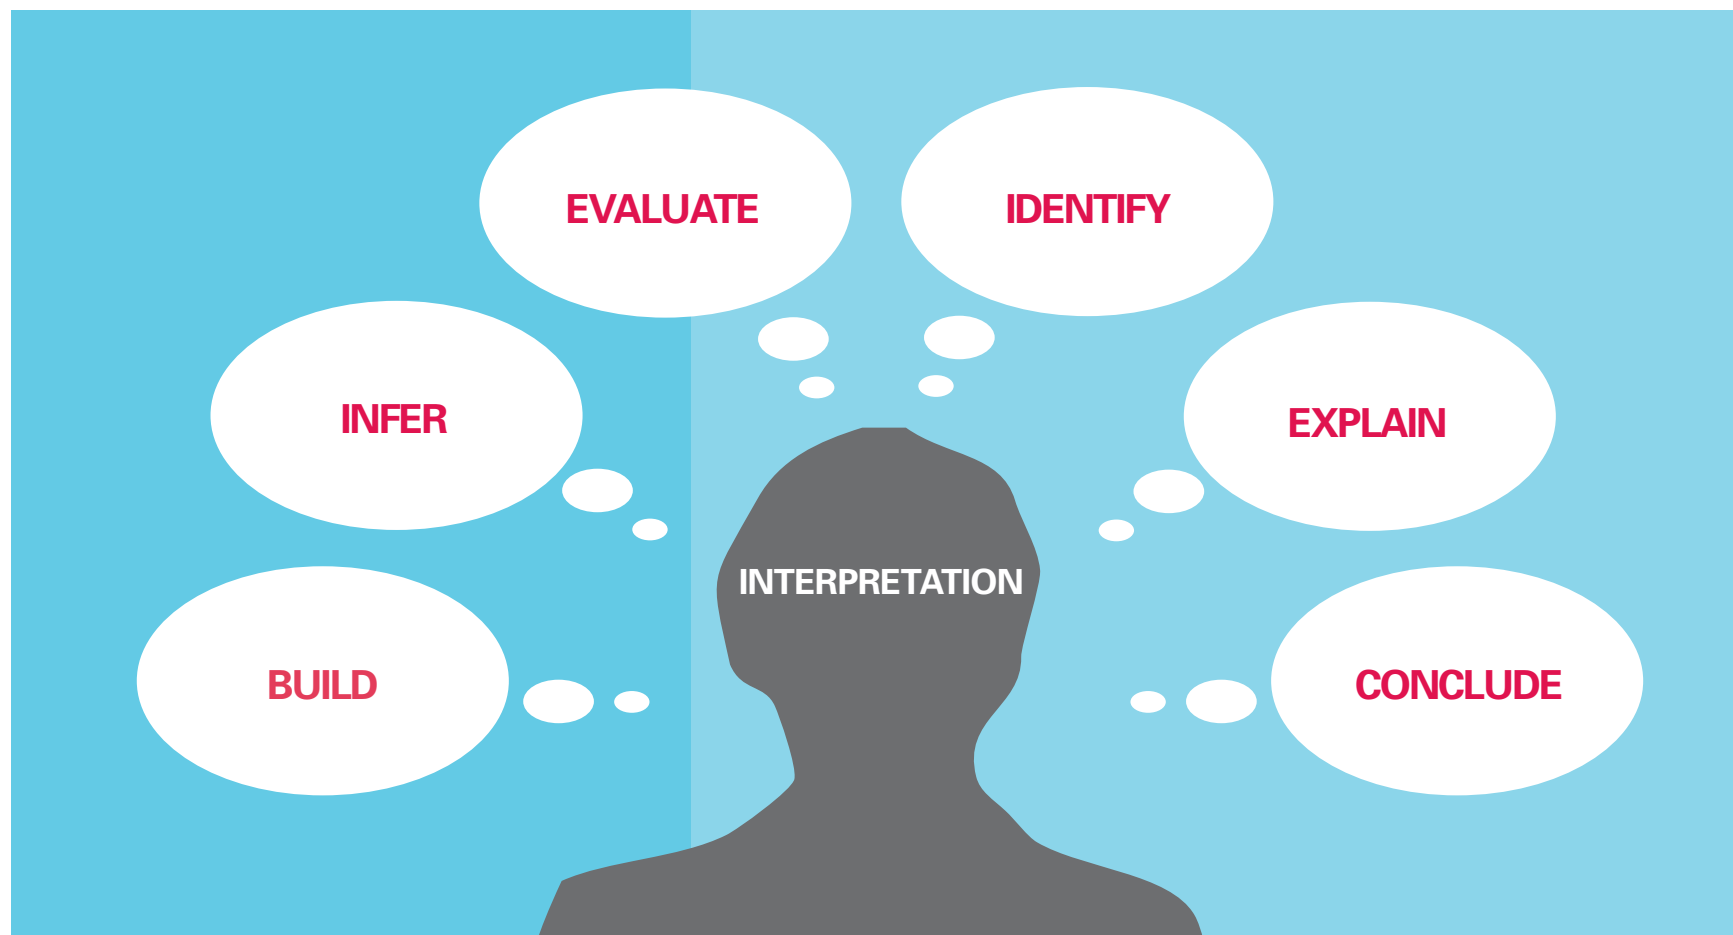 EVALUATE
IDENTIFY
INFER
EXPLAIN
INTERPRETATION
BUILD
CONCLUDE